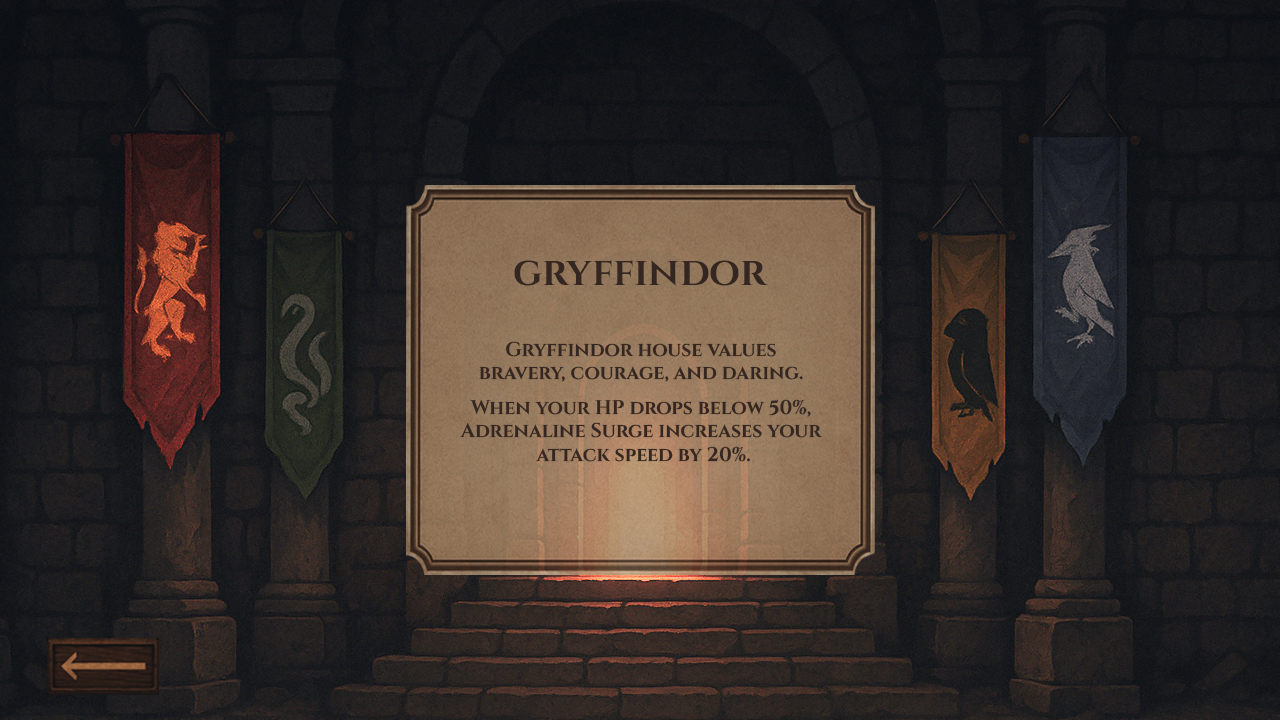 GRYFFINDOR
Gryffindor house values
bravery, courage, and daring.
When your HP drops below 50%,
Adrenaline Surge increases your
attack speed by 20%.